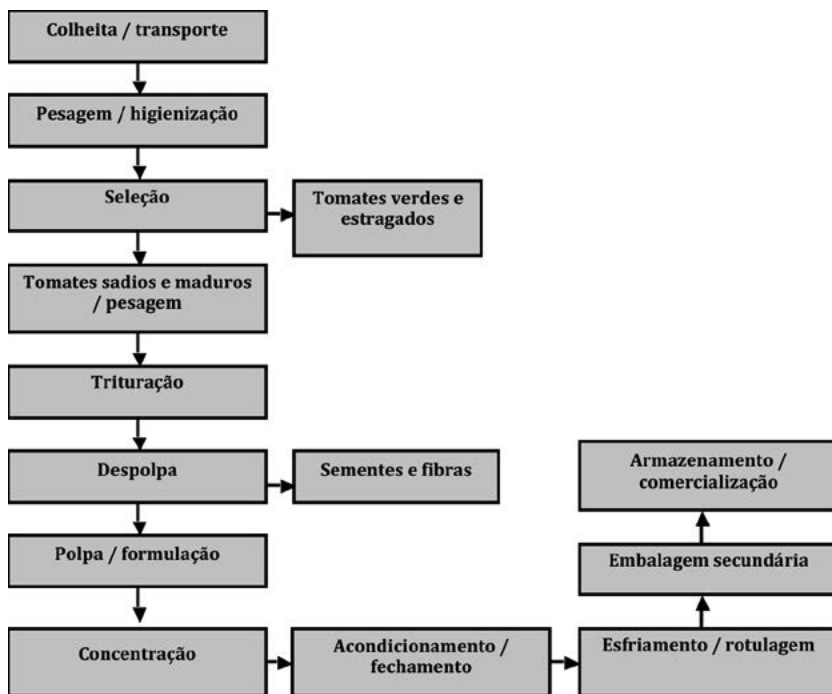 Colheita / transporte
Pesagem / higienização
Seleção
Tomates verdes e
estragados
Tomates sadios e maduros
/ pesagem
Trituração
Despolpa
Sementes e fibras
Polpa / formulação
Concentração
Acondicionamento /
fechamento
Esfriamento / rotulagem
Embalagem secundária
Armazenamento /
comercialização